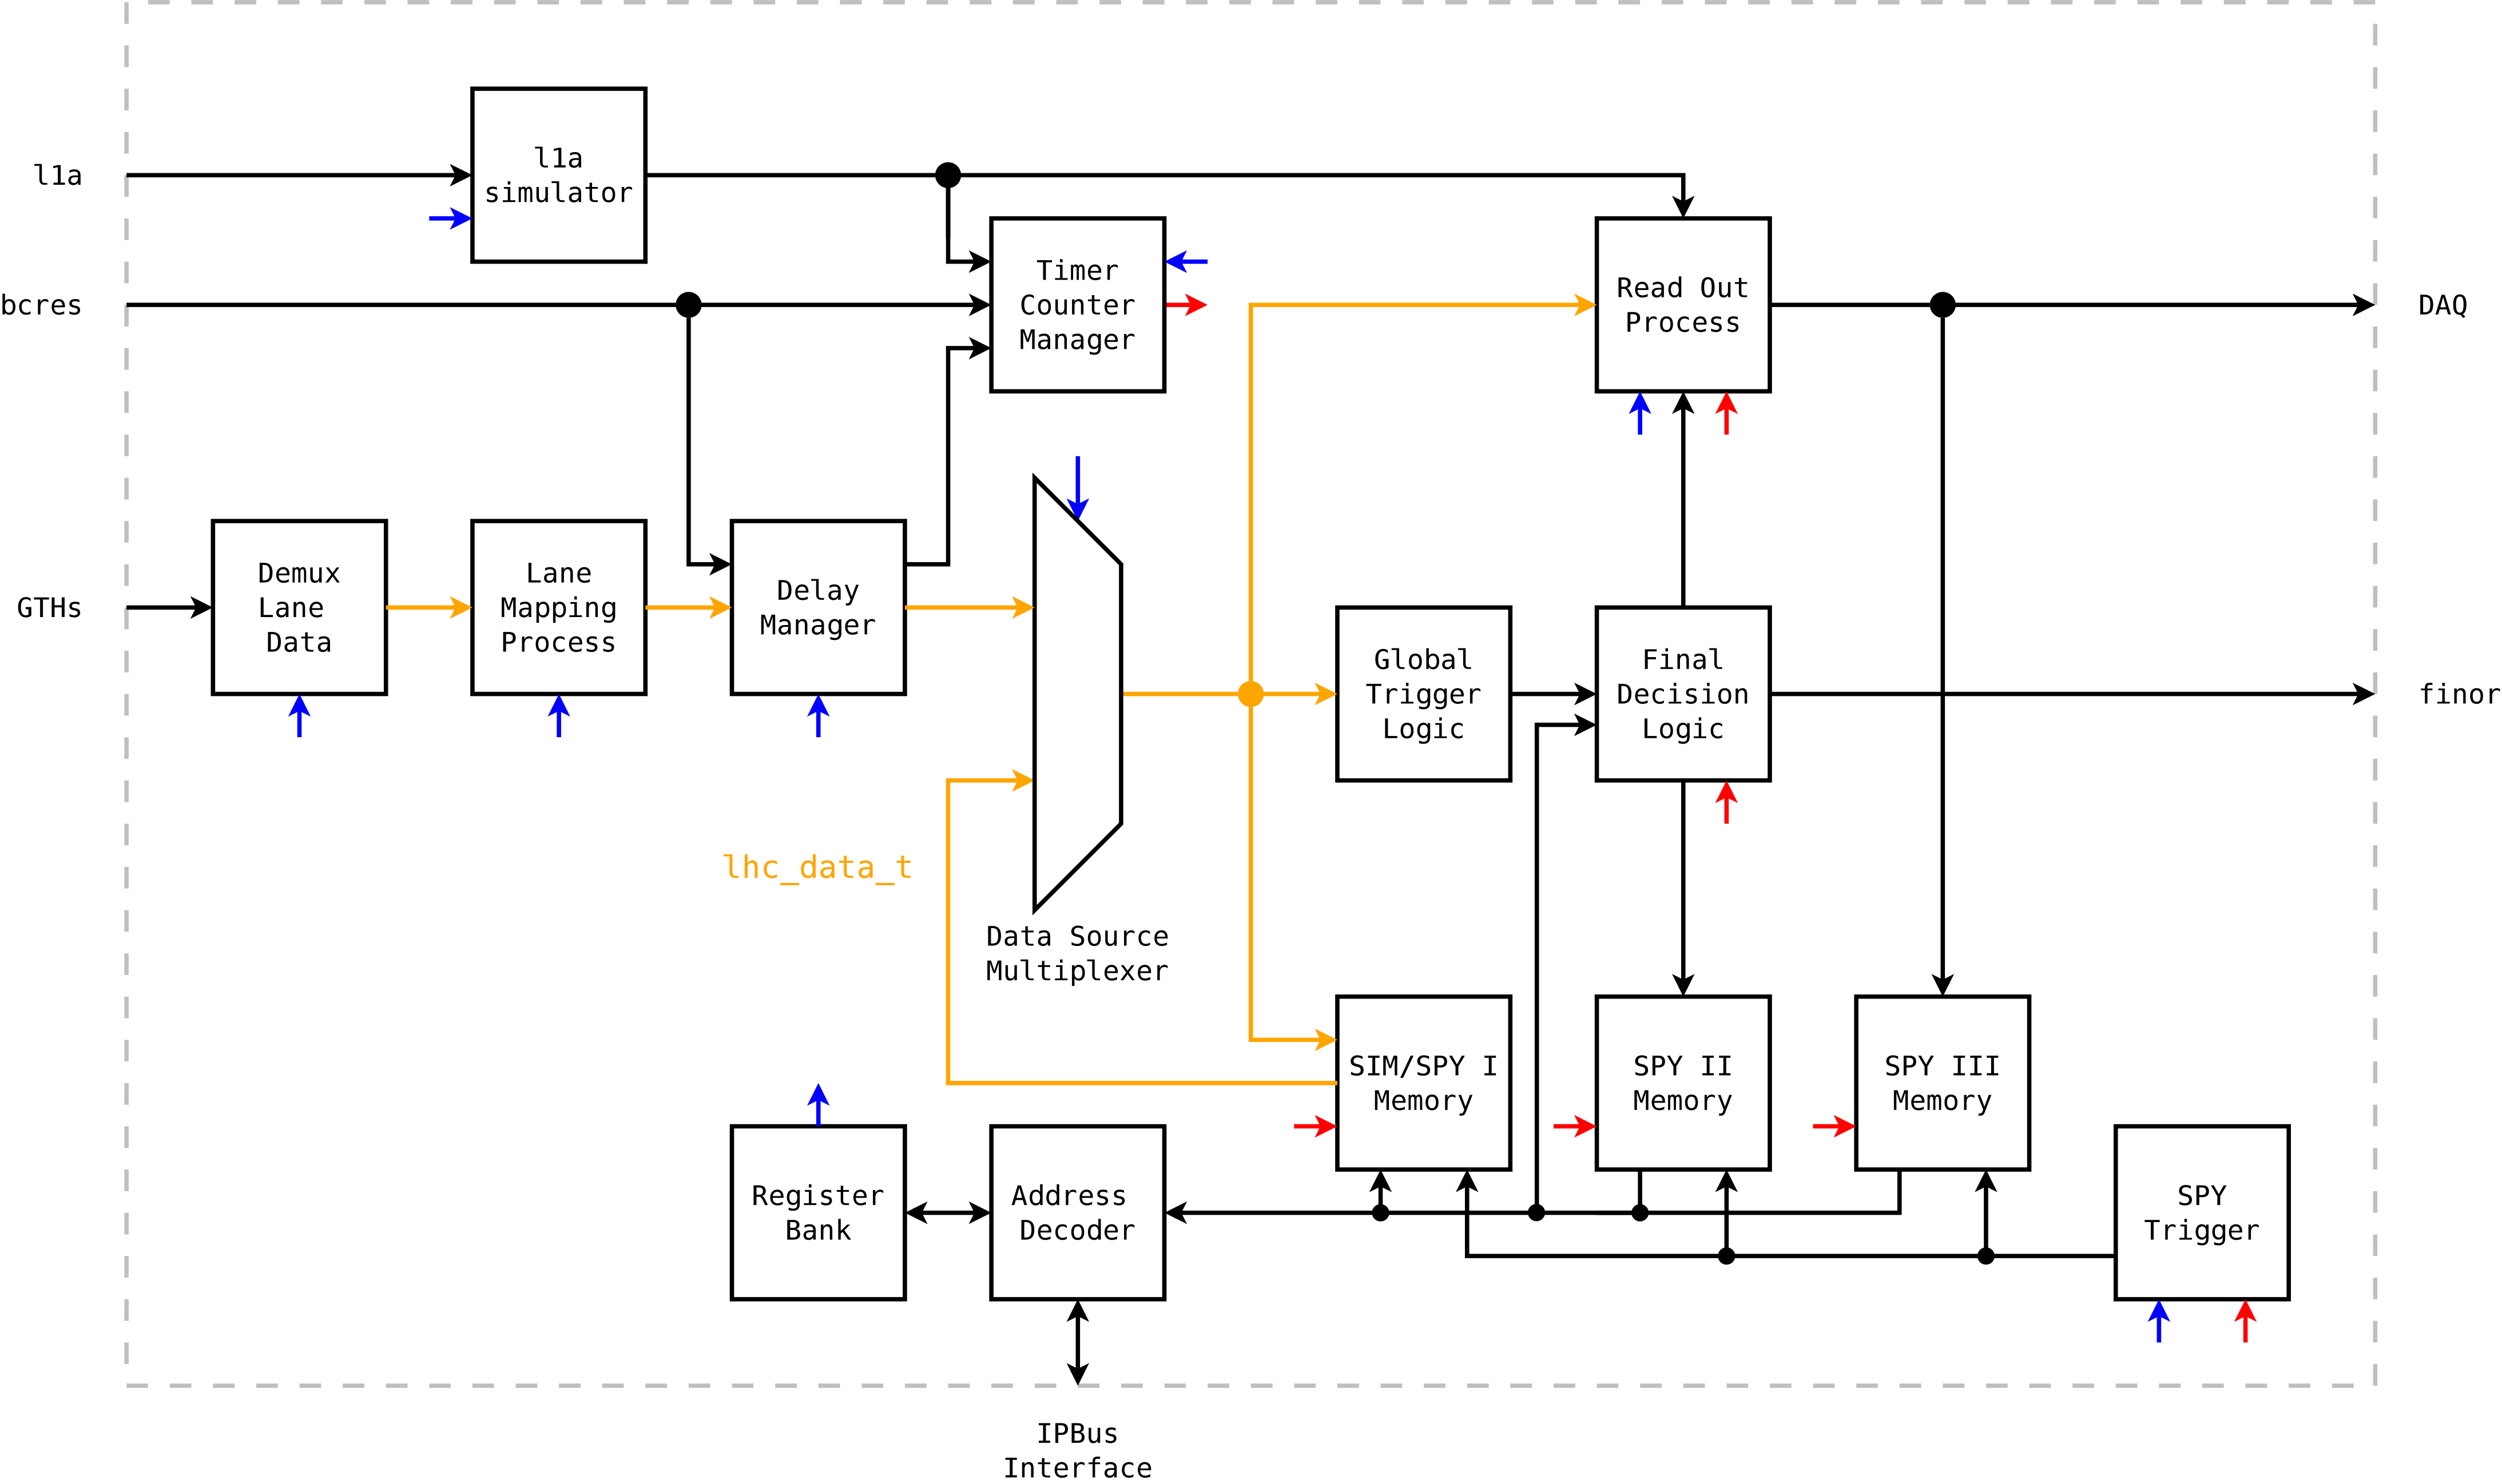 l1a
simulator
l1a
Timer
Counter
Manager
Read Out
Process
bcres
DAQ
Demux
Lane
Data
Lane
Mapping
Process
Delay
Manager
GTHs
Global
Trigger
Logic
Final
Decision
Logic
finor
lhc_data_t
Data Source
Multiplexer
SIM/SPY I
Memory
SPY II
Memory
SPY III
Memory
Register
Bank
Address
Decoder
SPY
Trigger
IPBus
Interface